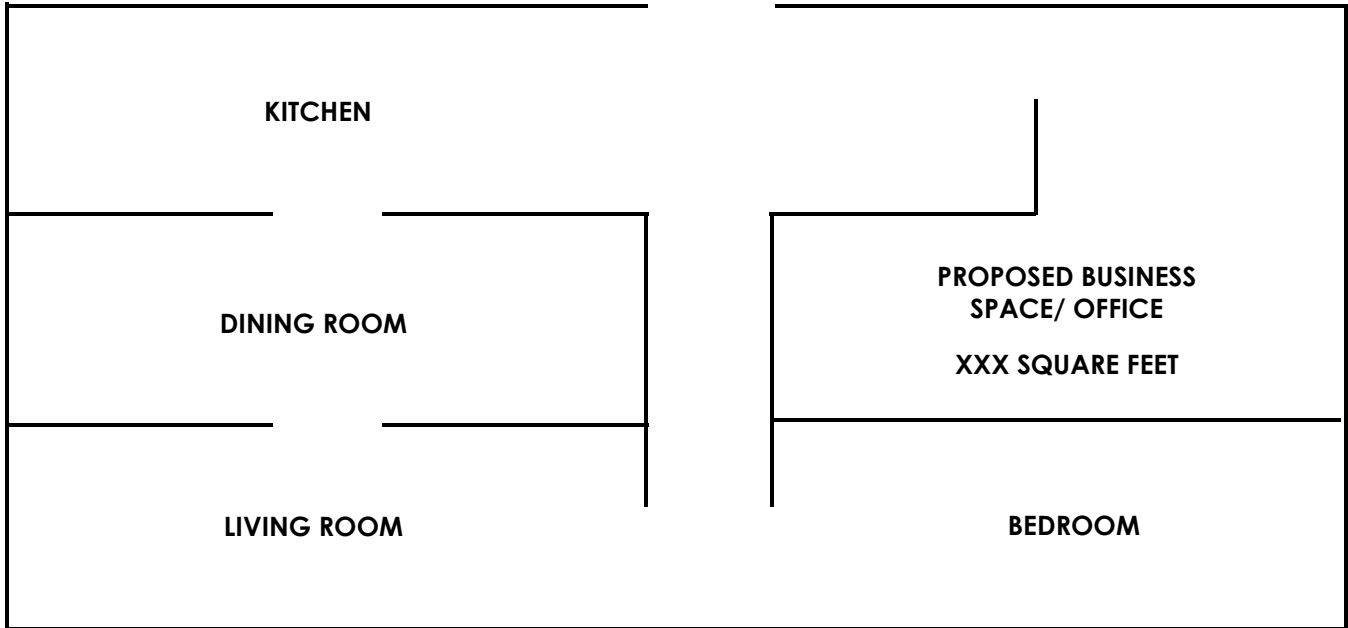 KITCHEN
DINING ROOM
PROPOSED BUSINESS
SPACE/ OFFICE
XXX SQUARE FEET
LIVING ROOM
BEDROOM